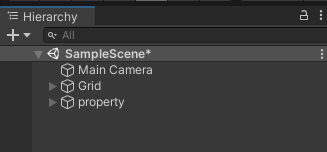 Hierarchy
All
SampleScene*
Main Camera
Grid
property